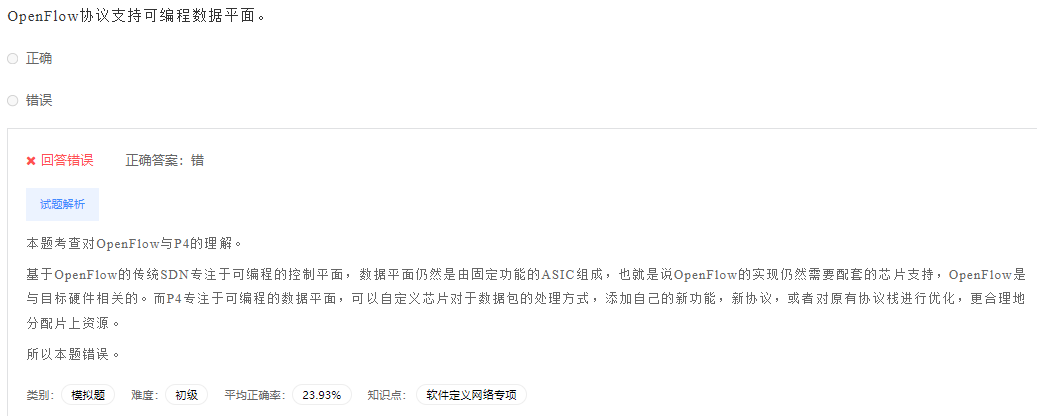 OpenFlow协议支持可编程数据平面。
正确
错误
✖ 回答错误 正确答案：错
试题解析
本题考查对OpenFlow与P4的理解。
基于OpenFlow的传统SDN专注于可编程的控制平面，数据平面仍然是由固定功能的ASIC组成，也就是说OpenFlow的实现仍然需要配套的芯片支持，OpenFlow是
与目标硬件相关的。而P4专注于可编程的数据平面，可以自定义芯片对于数据包的处理方式，添加自己的新功能，新协议，或者对原有协议栈进行优化，更合理地
分配片上资源。
所以本题错误。
类别： 模拟题 难度： 初级 平均正确率： 23.93% 知识点： 软件定义网络专项